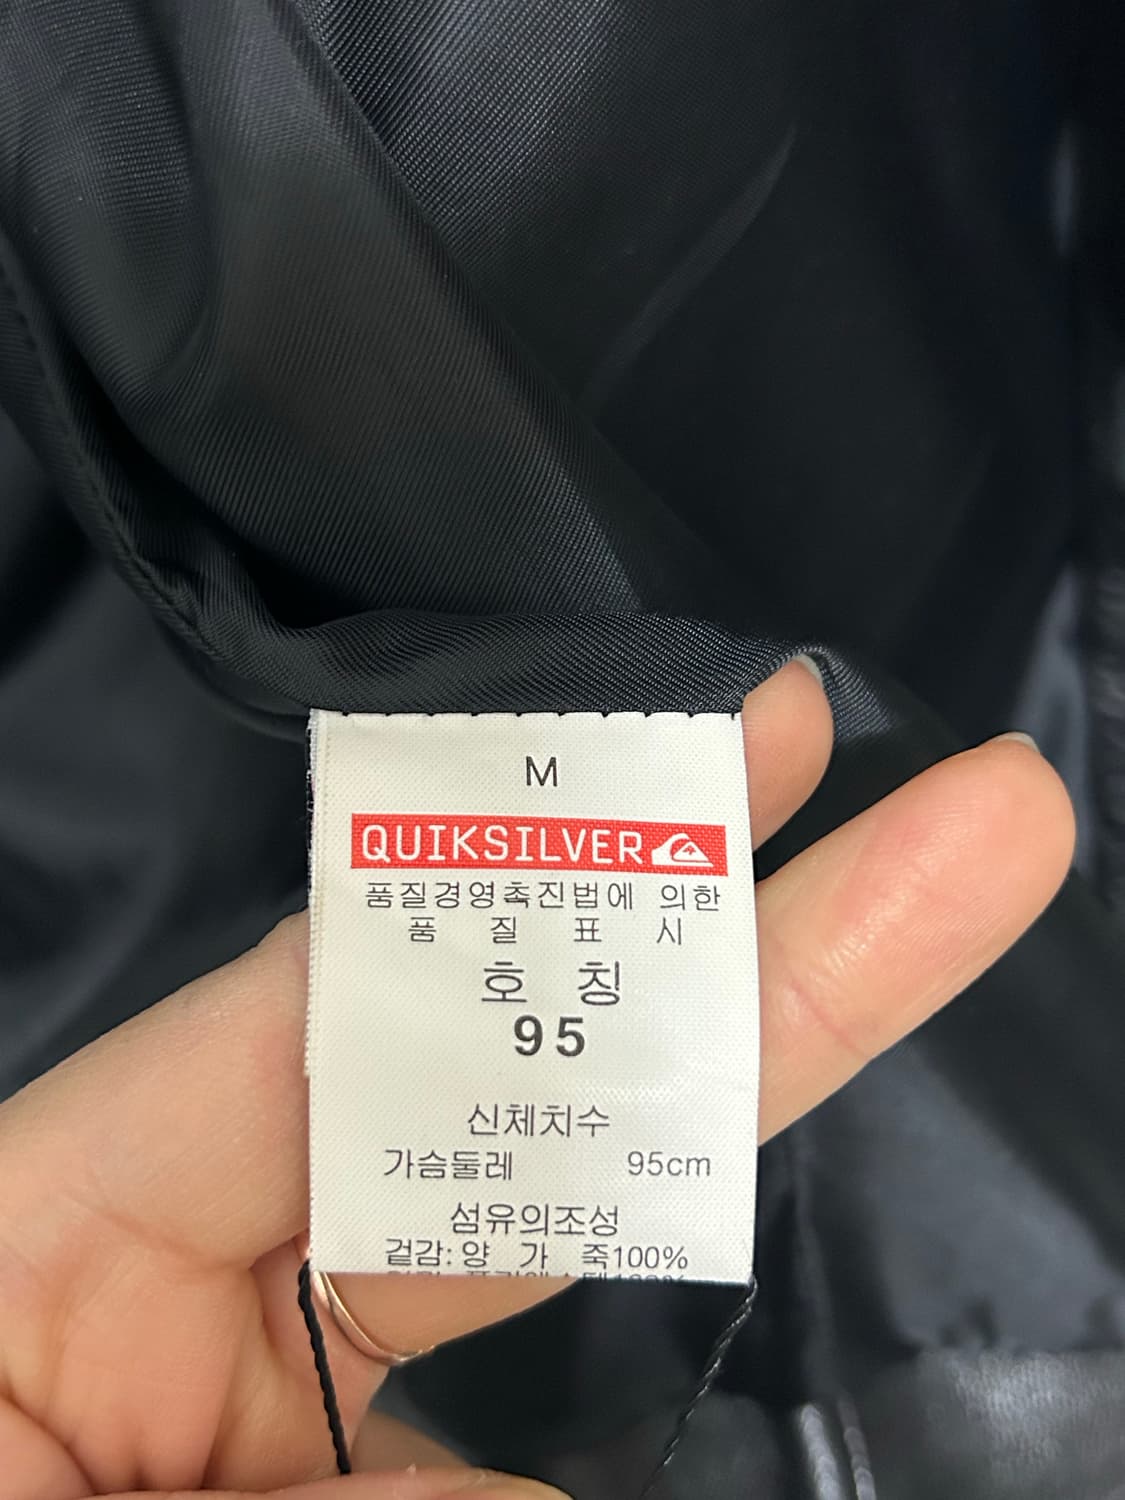 M
QUIKSILVER
품질경영촉진법에 의한
품 질 표 시
호 칭
95
신체치수
가슴둘레 95cm
섬유의조성
겉감: 양 가 죽100%